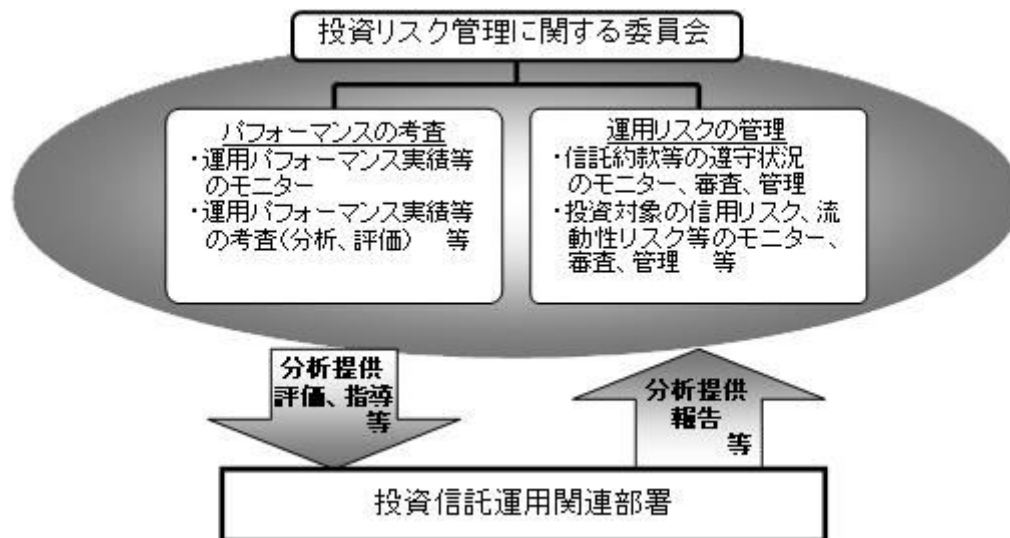 投資リスク管理に関する委員会
パフォーマンスの考査
・運用パフォーマンス実績等
のモニター
・運用パフォーマンス実績等
の考査(分析、評価) 等
運用リスクの管理
・信託約款等の遵守状況
のモニター、審査、管理
・投資対象の信用リスク、流
動性リスク等のモニター、
審査、管理 等
分析提供
評価、指導
等
分析提供
報告
等
投資信託運用関連部署